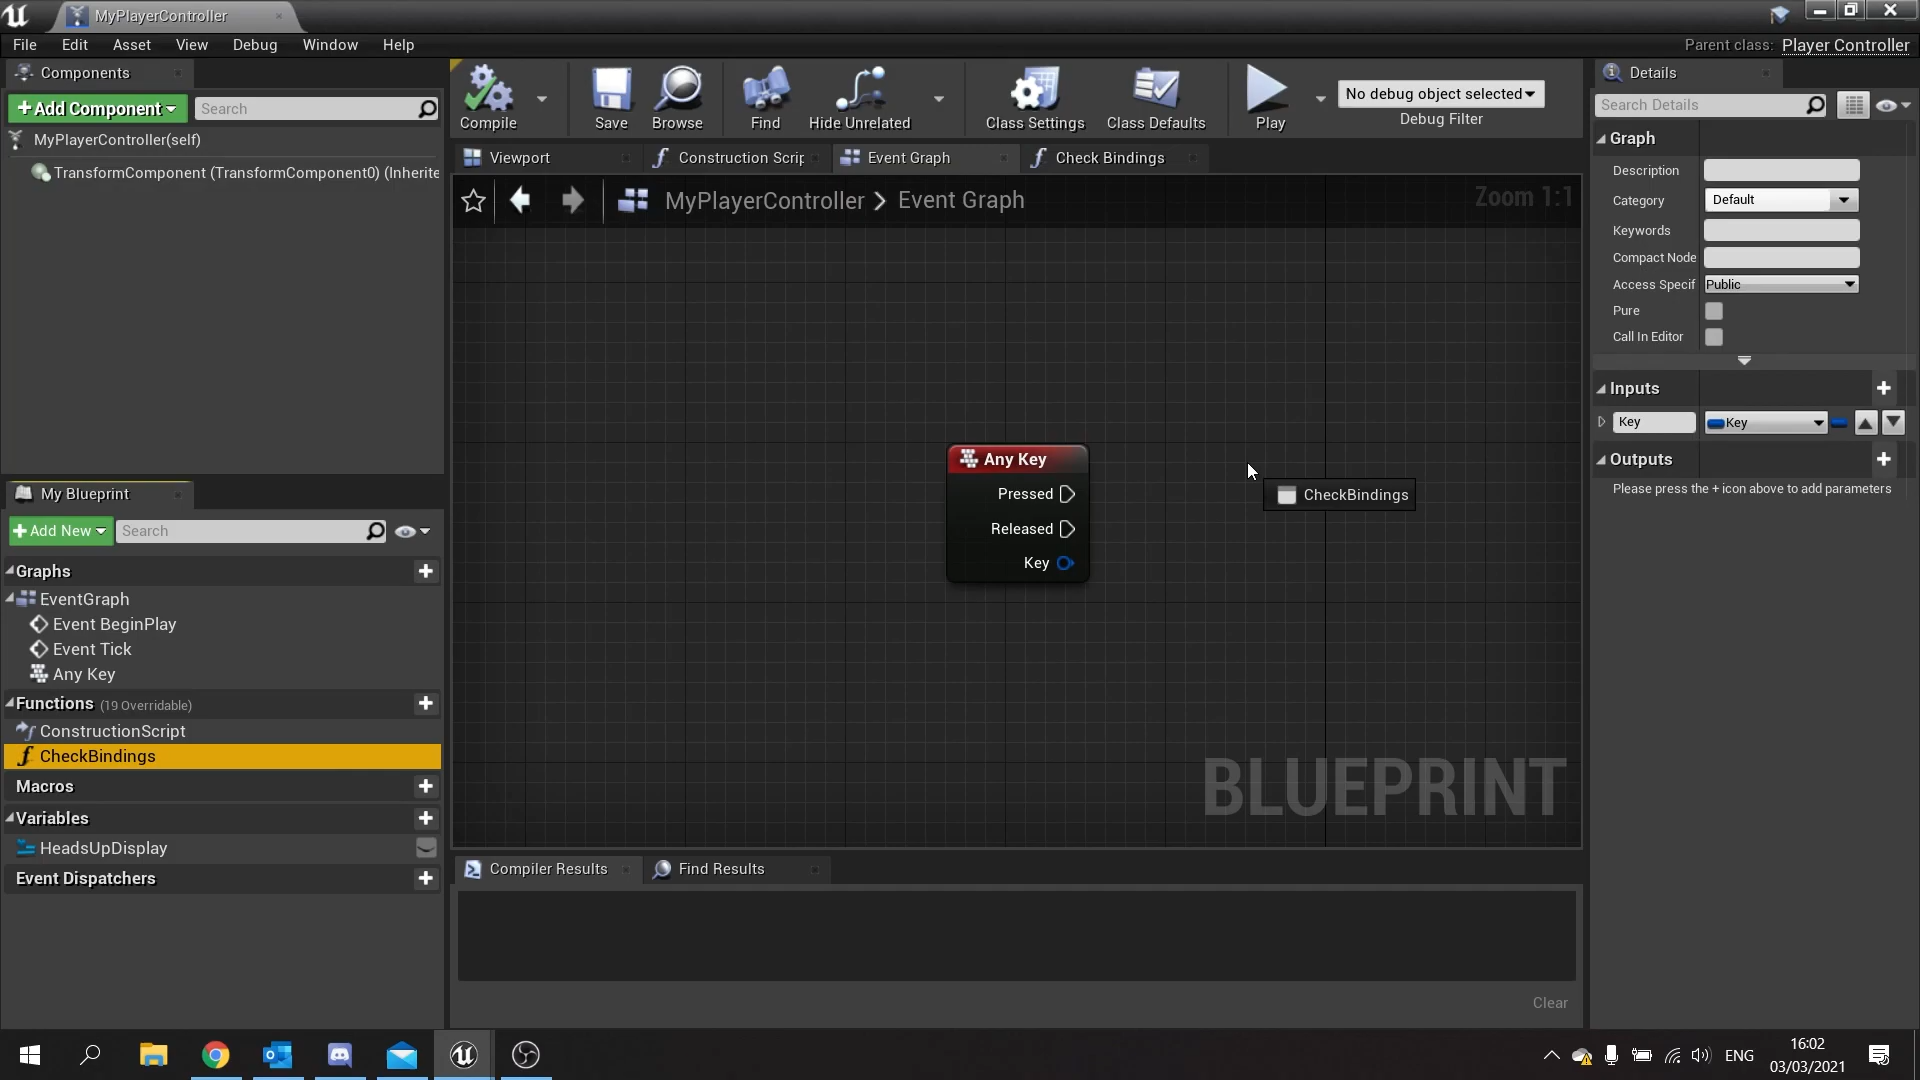 MyPlayerController
File Edit Asset View Debug Window Help
Parent class: Player Controller
Components
Add Component
Search
MyPlayerController(self)
TransformComponent (TransformComponent0) (Inherite
My Blueprint
Add New
Search
Graphs
EventGraph
Event BeginPlay
Event Tick
Any Key
Functions (19 Overridable)
ConstructionScript
CheckBindings
Macros
Variables
HeadsUpDisplay
Event Dispatchers
Compile
Save
Browse
Find
Hide Unrelated
Class Settings
Class Defaults
Play
No debug object selected
Debug Filter
Viewport
Construction Scrip
Event Graph
Check Bindings
MyPlayerController > Event Graph
Zoom 1:1
Any Key
Pressed
Released
Key
CheckBindings
BLUEPRINT
Compiler Results
Find Results
Clear
Details
Search Details
Graph
Description
Category Default
Keywords
Compact Node
Access Specif Public
Pure
Call In Editor
Inputs
Key Key
Outputs
Please press the + icon above to add parameters
ENG
16:02
03/03/2021